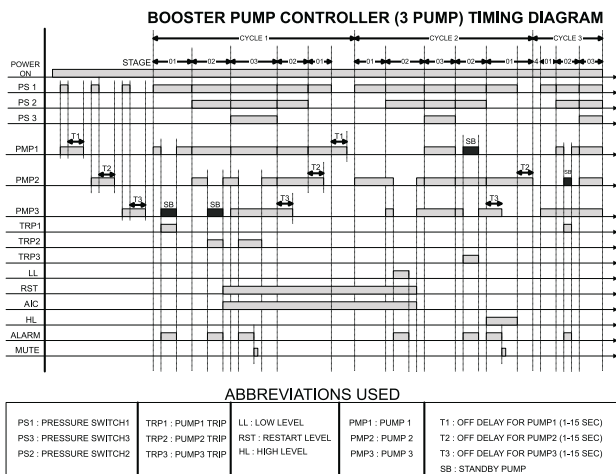 BOOSTER PUMP CONTROLLER (3 PUMP) TIMING DIAGRAM
CYCLE 1 CYCLE 2 CYCLE 3
POWER ON
STAGE 01 02 03 02 01 01 02 03 02 01 4 01 02 03
PS 1
PS 2
PS 3
T1 T1 SB
PMP1
T2 T2 T2 SB
PMP2
T3 SB SB T3 T3
PMP3
TRP1
TRP2
TRP3
LL
RST
AIC
HL
ALARM
MUTE
ABBREVIATIONS USED
PS1 : PRESSURE SWITCH1
PS3 : PRESSURE SWITCH3
PS2 : PRESSURE SWITCH2
TRP1 : PUMP1 TRIP
TRP2 : PUMP2 TRIP
TRP3 : PUMP3 TRIP
LL : LOW LEVEL
RST : RESTART LEVEL
HL : HIGH LEVEL
PMP1 : PUMP 1
PMP2 : PUMP 2
PMP3 : PUMP 3
T1 : OFF DELAY FOR PUMP1 (1-15 SEC)
T2 : OFF DELAY FOR PUMP2 (1-15 SEC)
T3 : OFF DELAY FOR PUMP3 (1-15 SEC)
SB : STANDBY PUMP